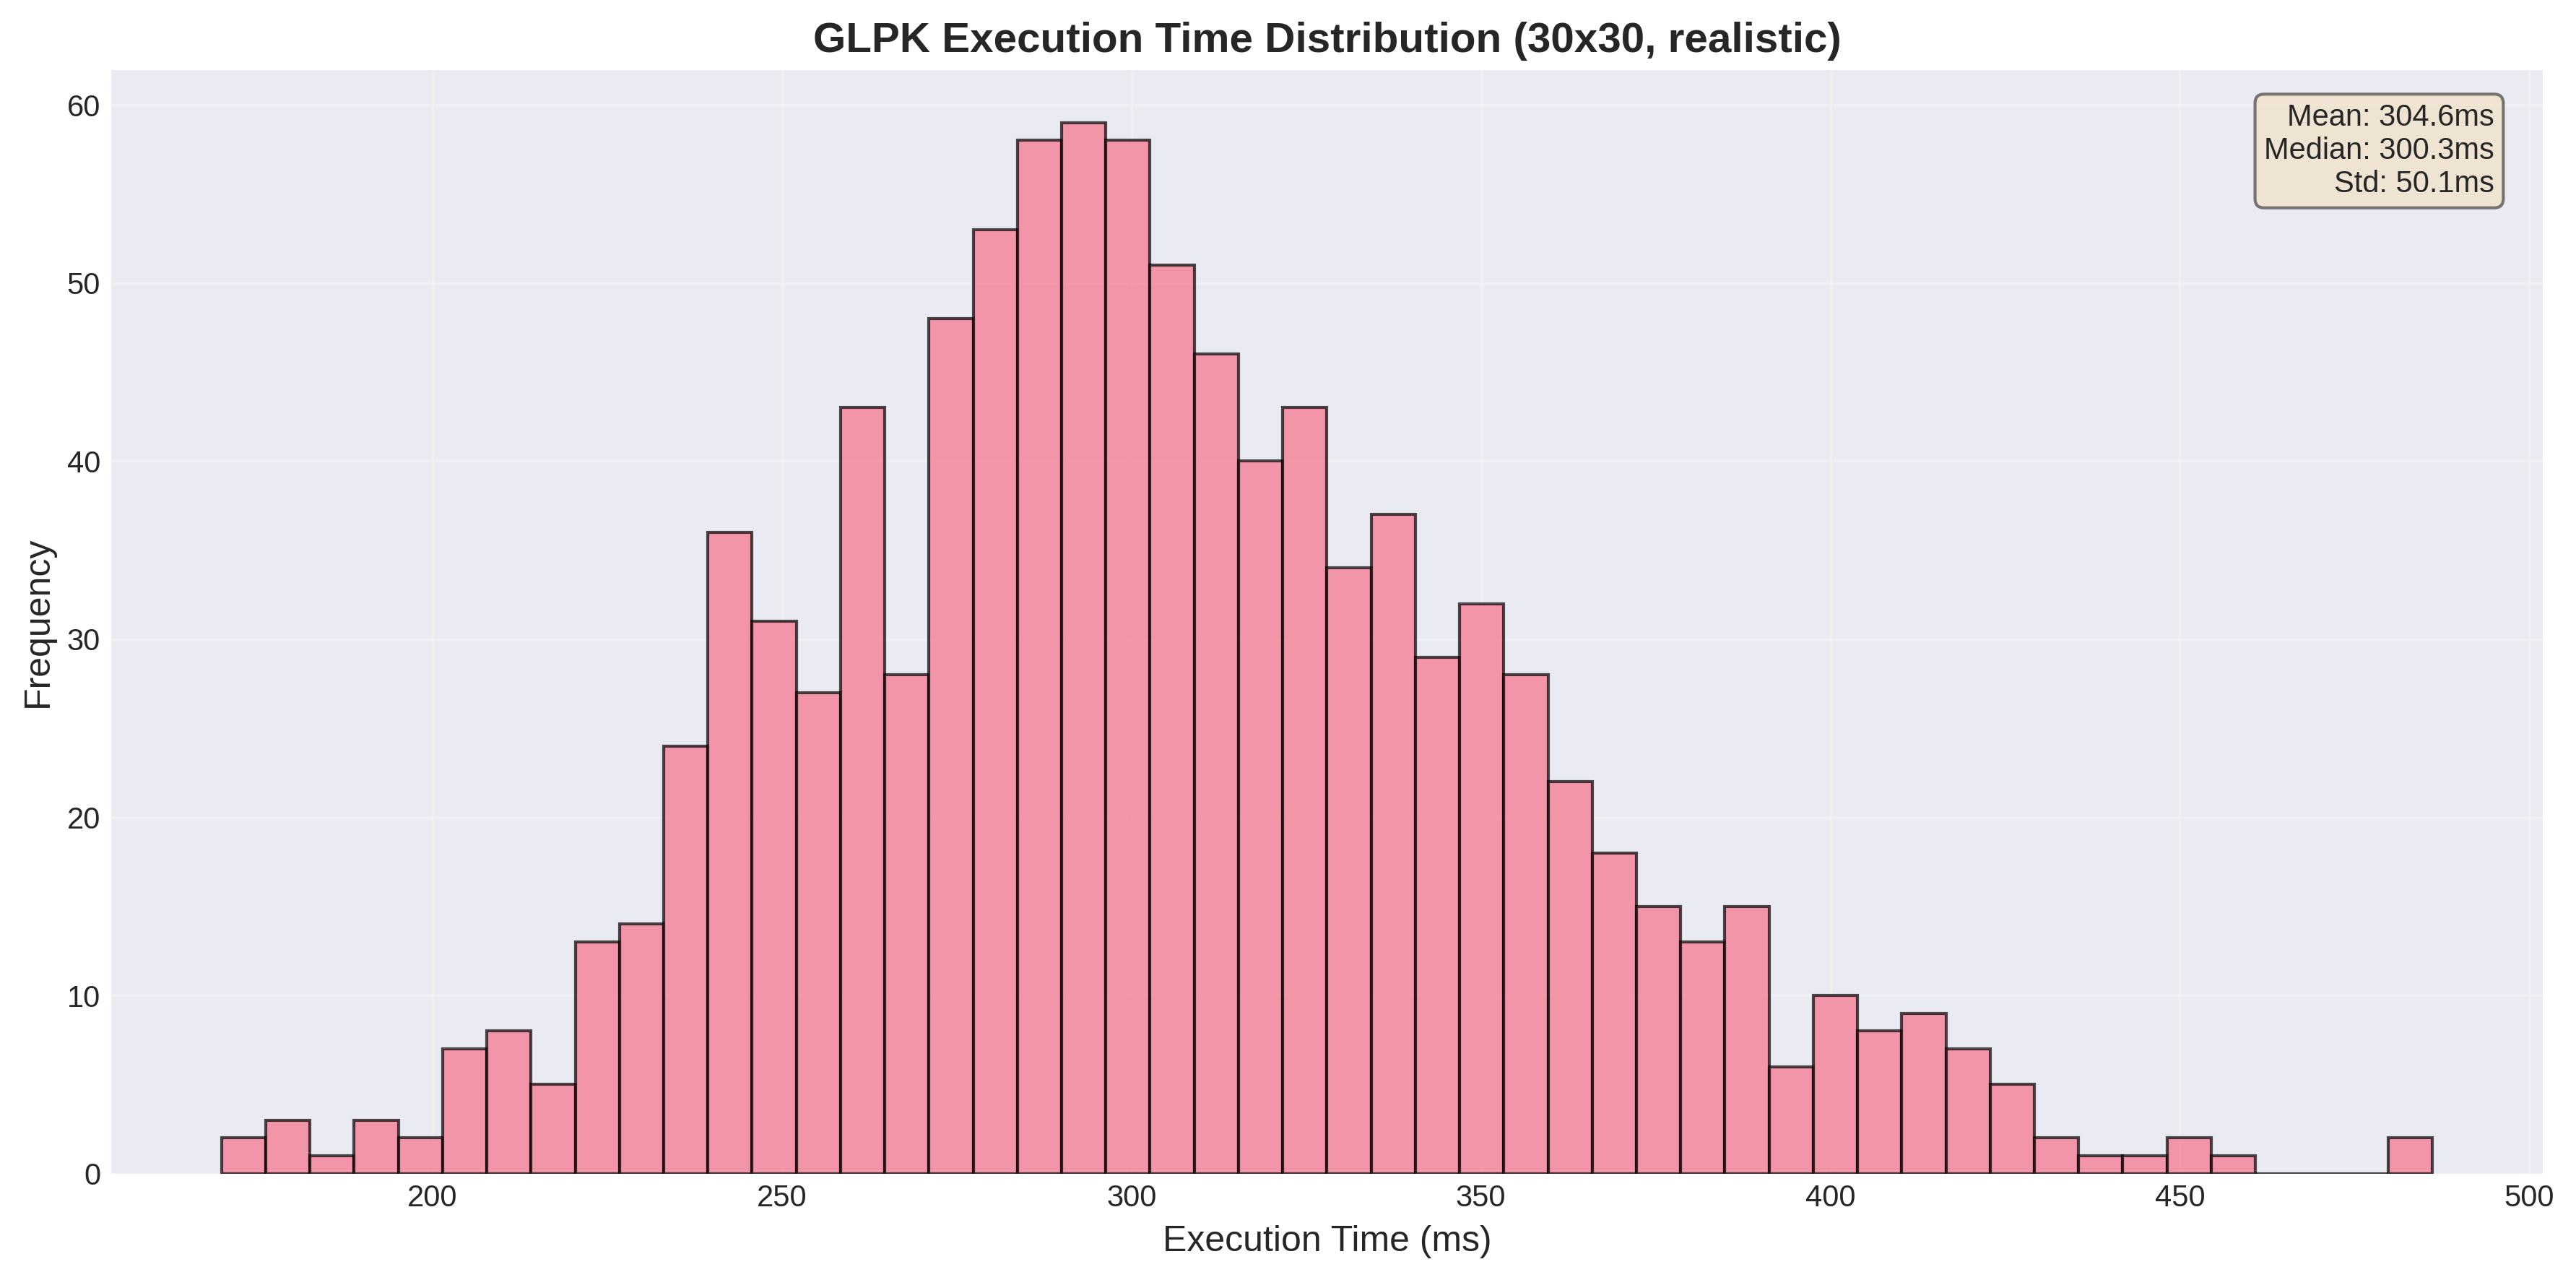 GLPK Execution Time Distribution (30x30, realistic)
Mean: 304.6ms
Median: 300.3ms
Std: 50.1ms
Frequency
60
50
40
30
20
10
0
200 250 300 350 400 450 500
Execution Time (ms)